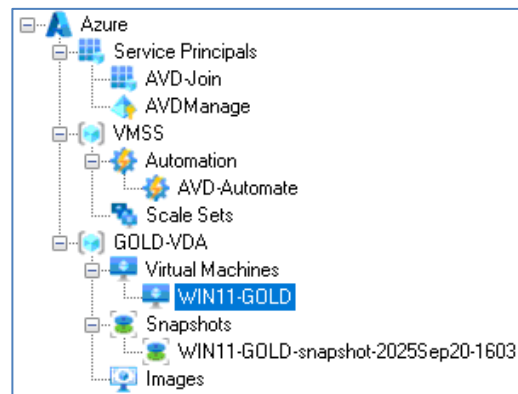 Azure
Service Principals
AVD-Join
AVDManage
VMSS
Automation
AVD-Automate
Scale Sets
GOLD-VDA
Virtual Machines
WIN11-GOLD
Snapshots
WIN11-GOLD-snapshot-2025Sep20-1603
Images